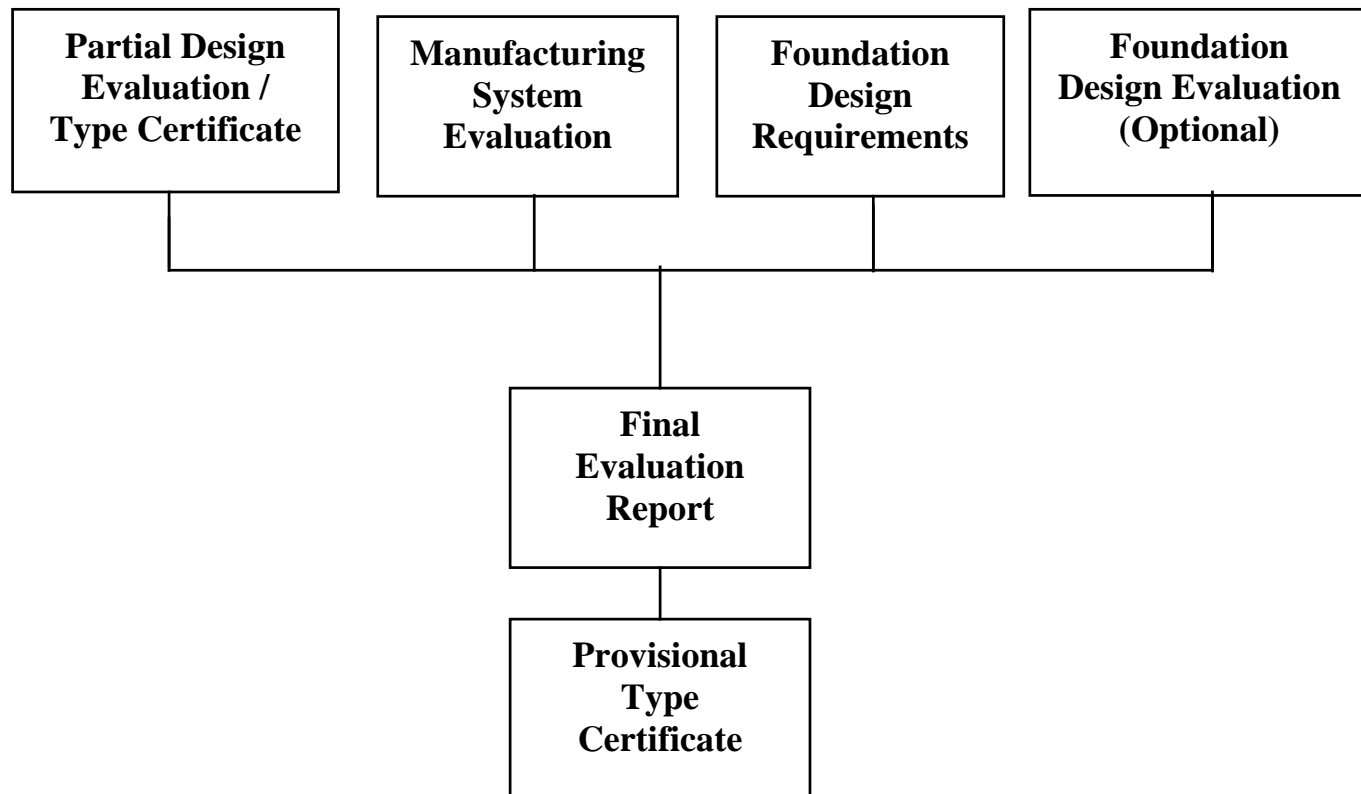 Partial Design
Evaluation /
Type Certificate
Manufacturing
System
Evaluation
Foundation
Design
Requirements
Foundation
Design Evaluation
(Optional)
Final
Evaluation
Report
Provisional
Type
Certificate